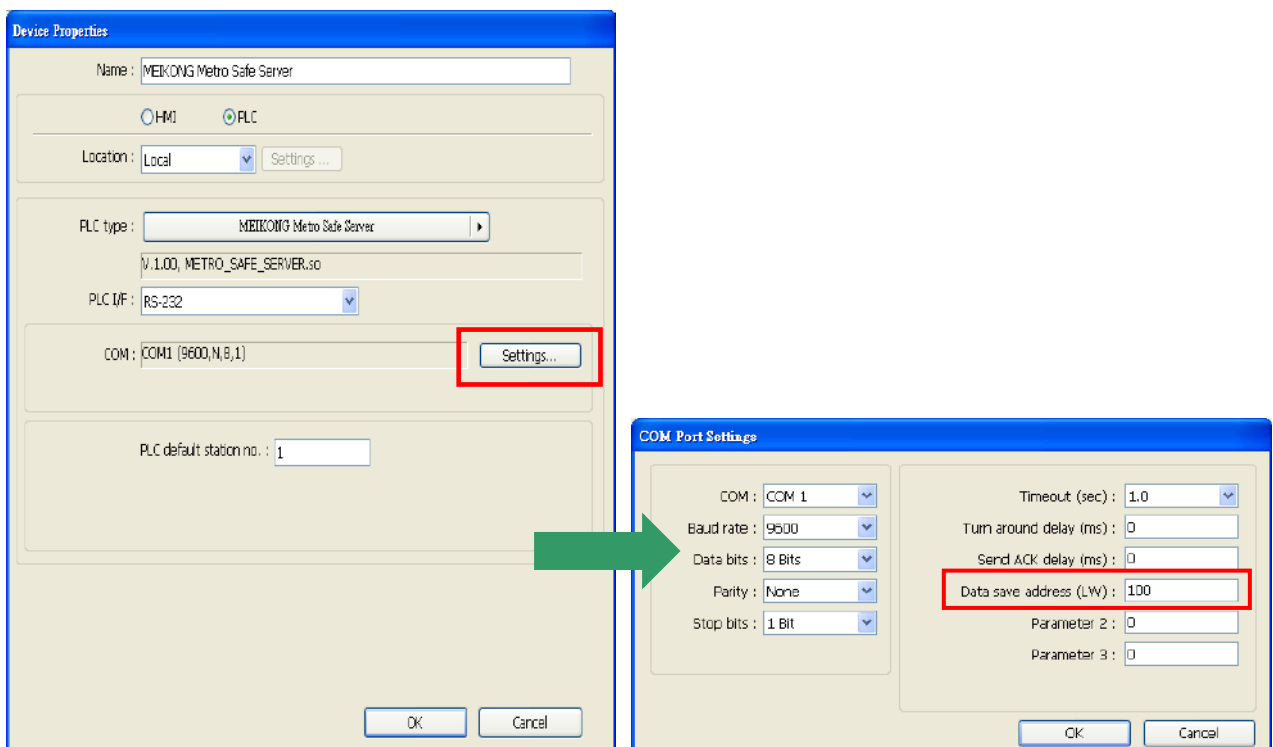 Device Properties
Name : MEIKONG Metro Safe Server
HMI PLC
Location : Local Settings ...
PLC type : MEIKONG Metro Safe Server
V.1.00, METRO_SAFE_SERVER.so
PLC I/F : RS-232
COM : COM1 (9600,N,8,1) Settings...
PLC default station no. : 1
OK Cancel
COM Port Settings
COM : COM 1
Baud rate : 9600
Data bits : 8 Bits
Parity : None
Stop bits : 1 Bit
Timeout (sec) : 1.0
Turn around delay (ms) : 0
Send ACK delay (ms) : 0
Data save address (LW) : 100
Parameter 2 : 0
Parameter 3 : 0
OK Cancel